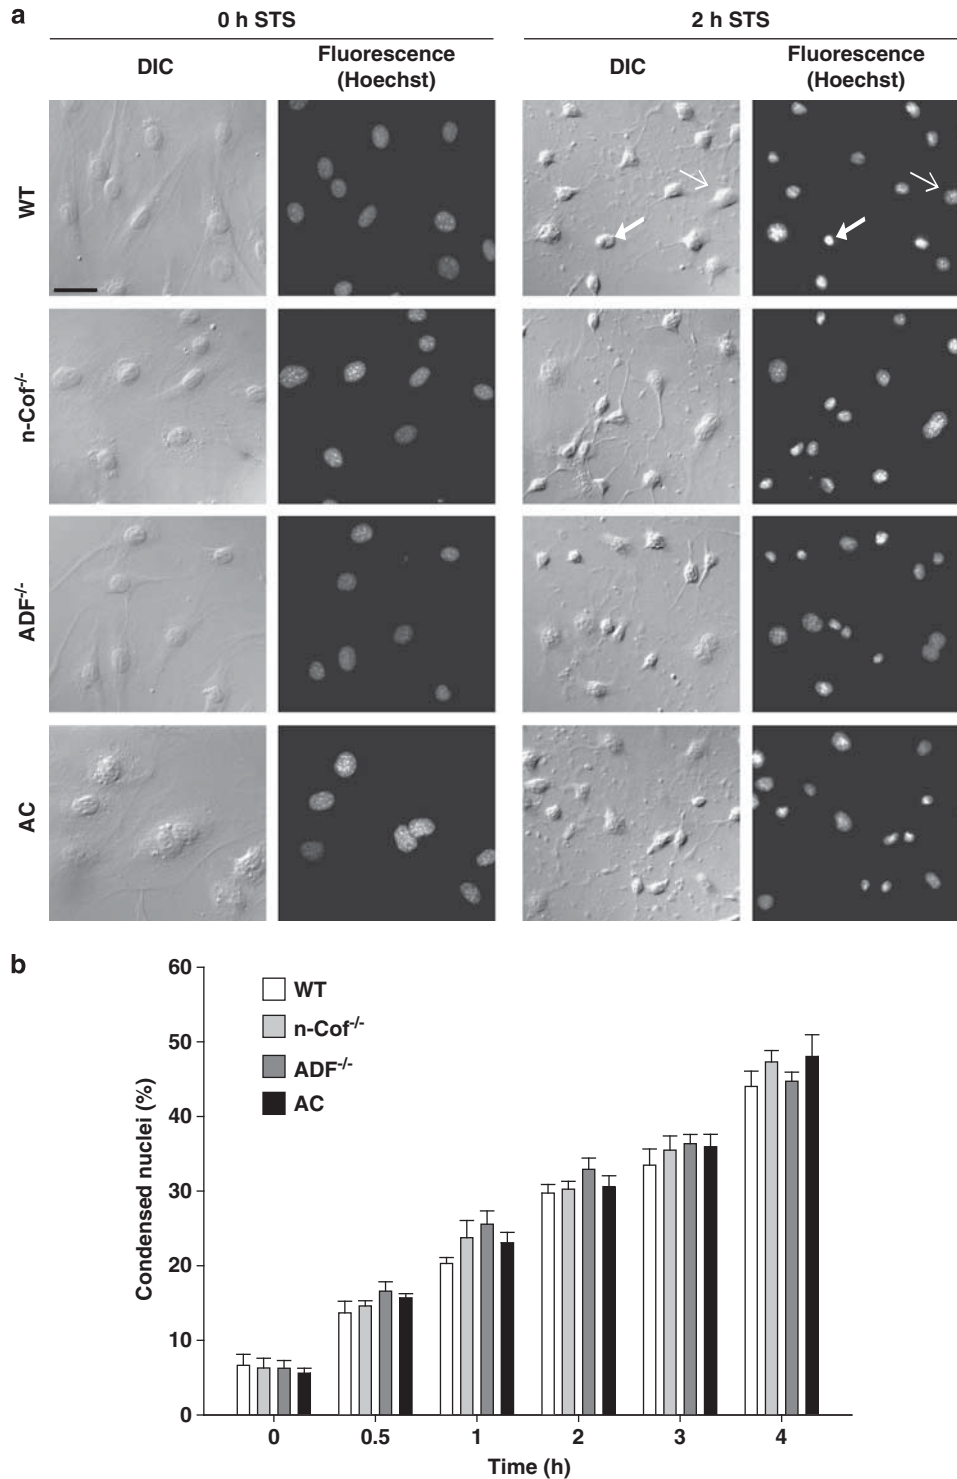 a
0 h STS
2 h STS
DIC
Fluorescence
(Hoechst)
DIC
Fluorescence
(Hoechst)
WT
n-Cof-/-
ADF-/-
AC
b
60
50
40
30
20
10
0
Condensed nuclei (%)
WT
n-Cof-/-
ADF-/-
AC
0 0.5 1 2 3 4
Time (h)